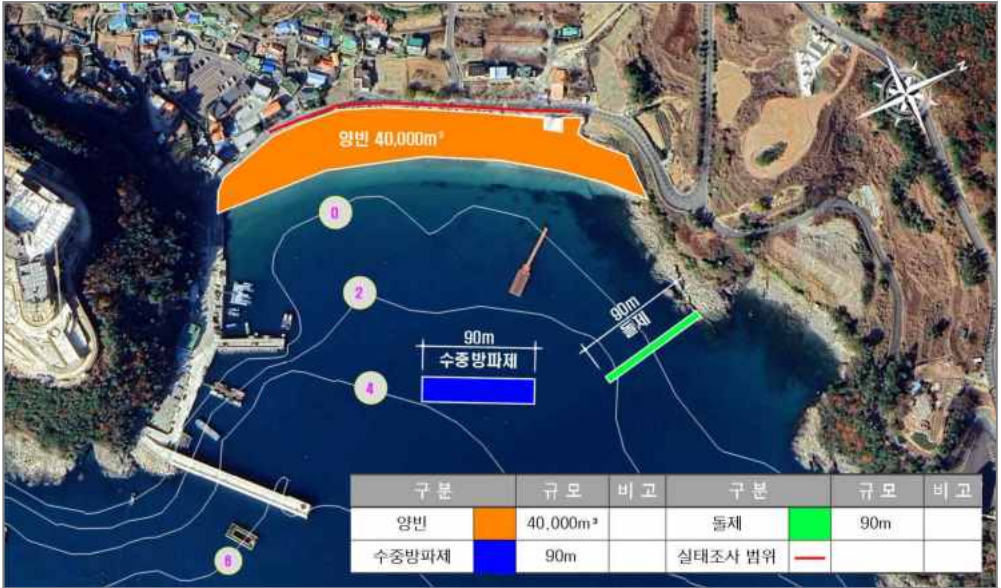 N
양빈 40,000m³
0
2
90m
돌제
90m
수중방파제
4
구 분 규 모 비 고 구 분 규 모 비 고
양빈 40,000m³ 돌제 90m
수중방파제 90m 실태조사 범위
6